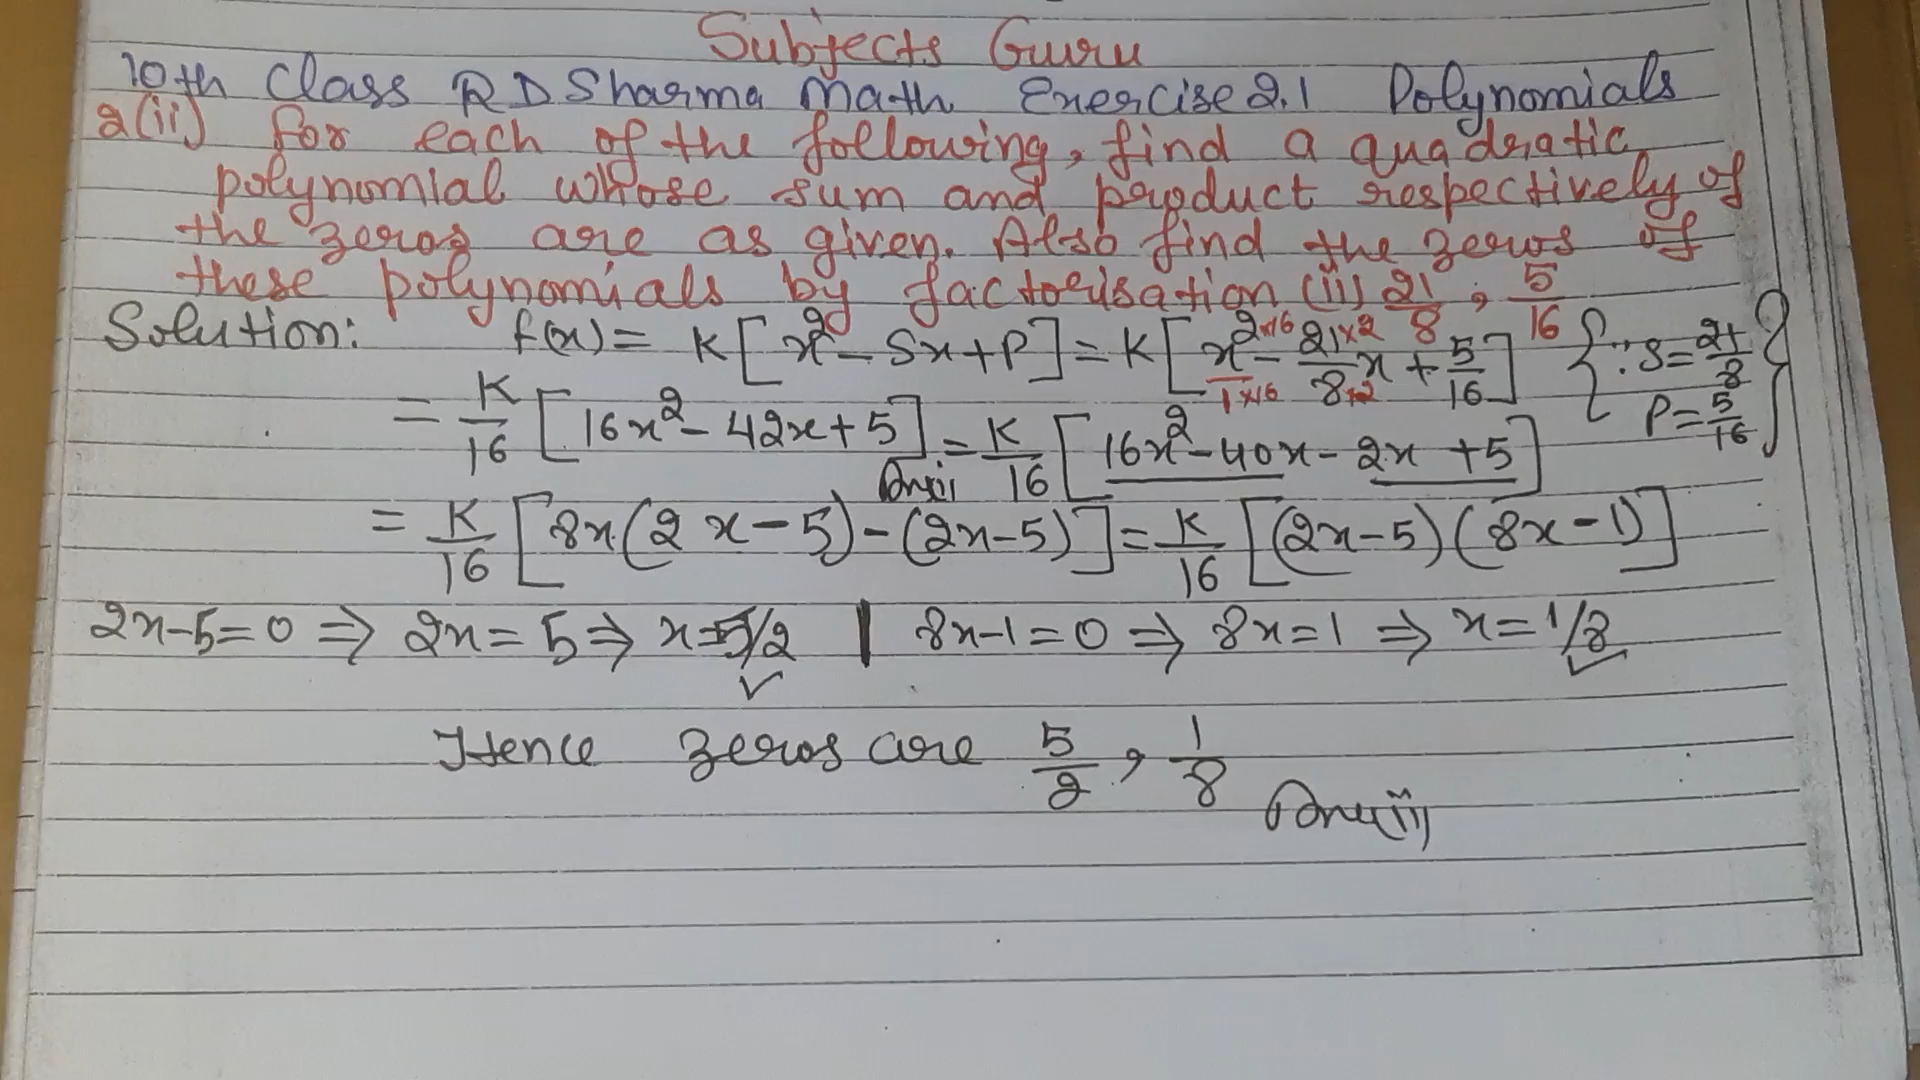 Subjects Guru
10th Class RD Sharma Math Exercise 2.1 Polynomials
2(ii) for each of the following, find a quadratic
polynomial whose sum and product respectively of
the zeros are as given. Also find the zeros of
these polynomials by factorisation (ii) 21/8, 5/16
Solution: f(x) = K[x² - Sx + P] = K[x²×16/1×16 - 21×2/8×2 x + 5/16] {∵ S = 21/8
P = 5/16}
= K/16 [16x² - 42x + 5] = K/16 [16x² - 40x - 2x + 5]
= K/16 [8x(2x - 5) - (2x - 5)] = K/16 [(2x - 5)(8x - 1)]
2x - 5 = 0 ⇒ 2x = 5 ⇒ x = 5/2 | 8x - 1 = 0 ⇒ 8x = 1 ⇒ x = 1/8
Hence zeros are 5/2, 1/8